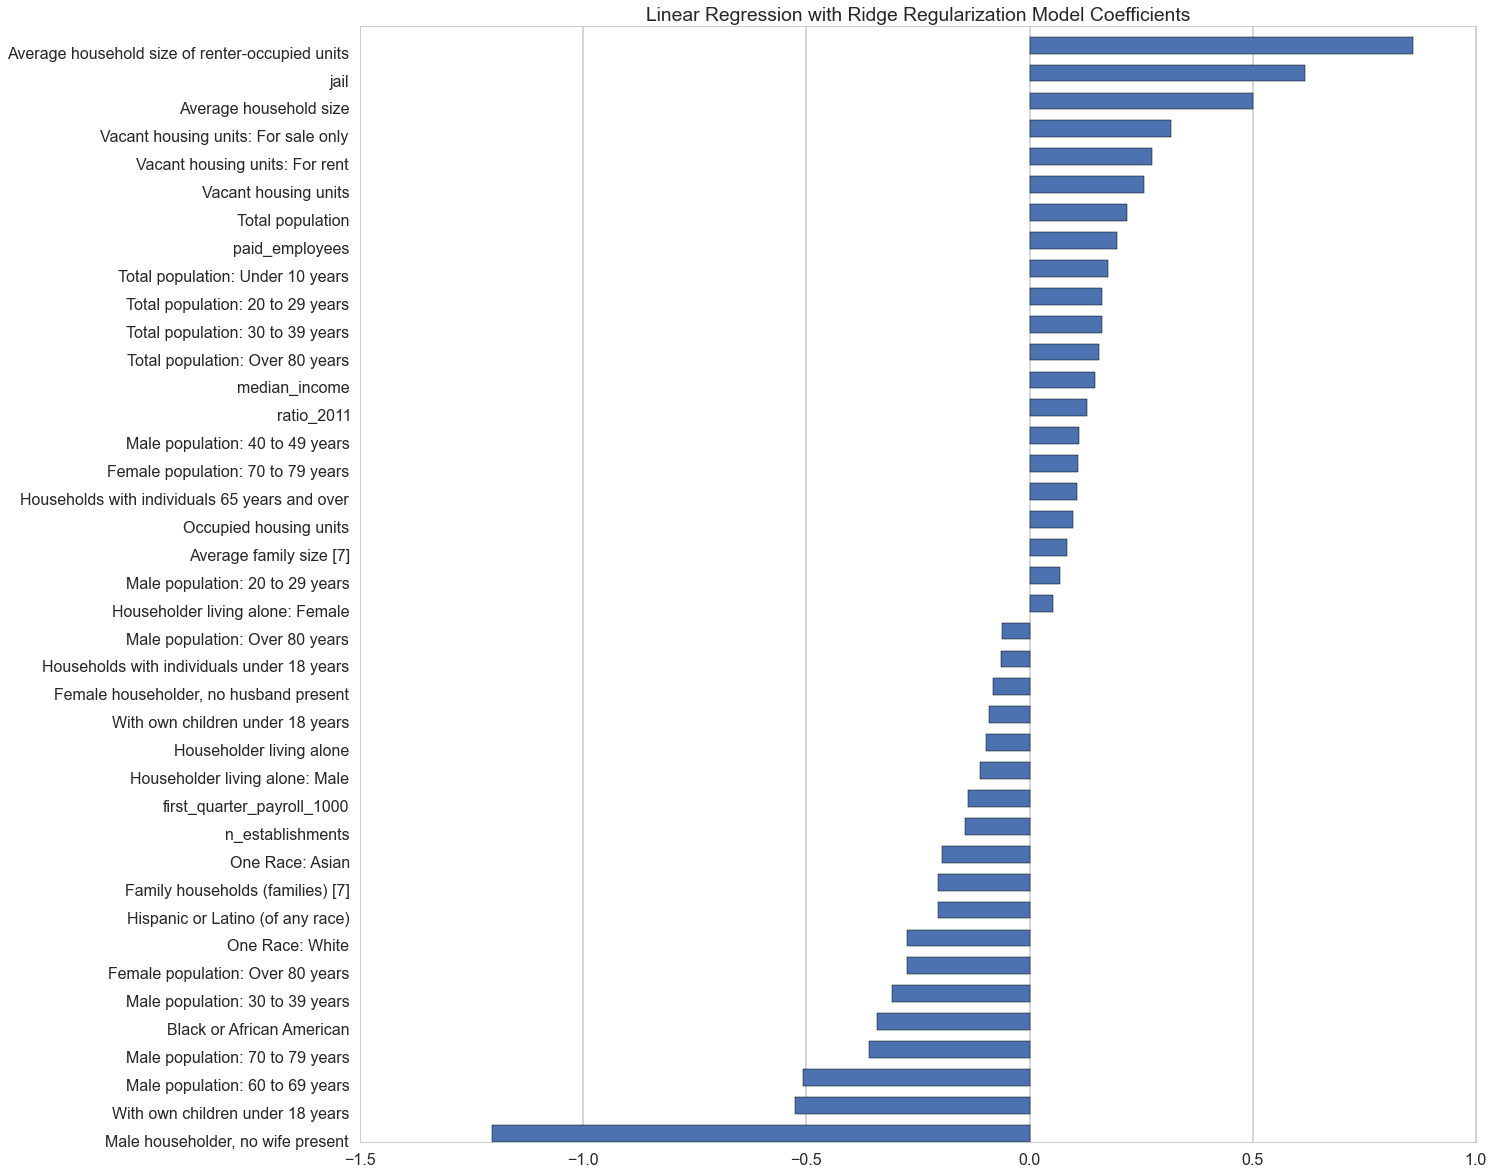 Linear Regression with Ridge Regularization Model Coefficients
Average household size of renter-occupied units
jail
Average household size
Vacant housing units: For sale only
Vacant housing units: For rent
Vacant housing units
Total population
paid_employees
Total population: Under 10 years
Total population: 20 to 29 years
Total population: 30 to 39 years
Total population: Over 80 years
median_income
ratio_2011
Male population: 40 to 49 years
Female population: 70 to 79 years
Households with individuals 65 years and over
Occupied housing units
Average family size [7]
Male population: 20 to 29 years
Householder living alone: Female
Male population: Over 80 years
Households with individuals under 18 years
Female householder, no husband present
With own children under 18 years
Householder living alone
Householder living alone: Male
first_quarter_payroll_1000
n_establishments
One Race: Asian
Family households (families) [7]
Hispanic or Latino (of any race)
One Race: White
Female population: Over 80 years
Male population: 30 to 39 years
Black or African American
Male population: 70 to 79 years
Male population: 60 to 69 years
With own children under 18 years
Male householder, no wife present
−1.5 −1.0 −0.5 0.0 0.5 1.0